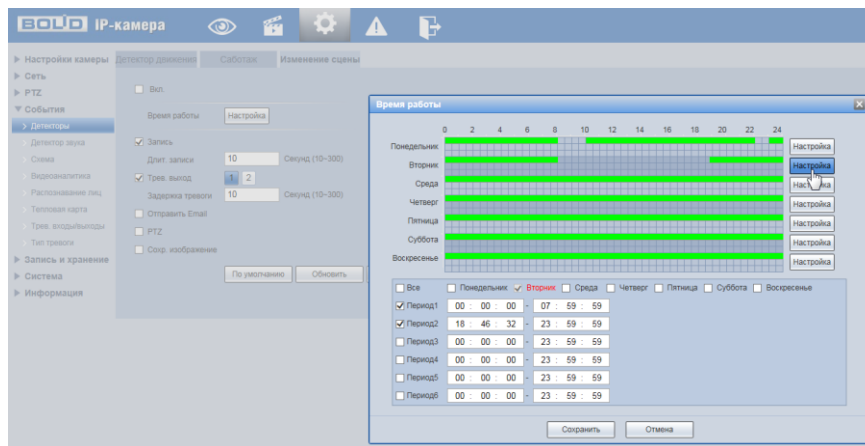 BOLID IP-камера
Настройки камеры
Сеть
PTZ
События
Детекторы
Детектор звука
Схема
Видеоаналитика
Распознавание лиц
Тепловая карта
Трев. входы/выходы
Тип тревоги
Запись и хранение
Система
Информация
Детектор движения Саботаж Изменение сцены
Вкл.
Время работы Настройка
Запись
Длит. записи 10 Секунд (10~300)
Трев. выход 1 2
Задержка тревоги 10 Секунд (10~300)
Отправить Email
PTZ
Сохр. изображение
По умолчанию Обновить
Время работы
0 2 4 6 8 10 12 14 16 18 20 22 24
Понедельник Настройка
Вторник Настройка
Среда Настройка
Четверг Настройка
Пятница Настройка
Суббота Настройка
Воскресенье Настройка
Все Понедельник Вторник Среда Четверг Пятница Суббота Воскресенье
Период1 00 : 00 : 00 - 07 : 59 : 59
Период2 18 : 46 : 32 - 23 : 59 : 59
Период3 00 : 00 : 00 - 23 : 59 : 59
Период4 00 : 00 : 00 - 23 : 59 : 59
Период5 00 : 00 : 00 - 23 : 59 : 59
Период6 00 : 00 : 00 - 23 : 59 : 59
Сохранить Отмена